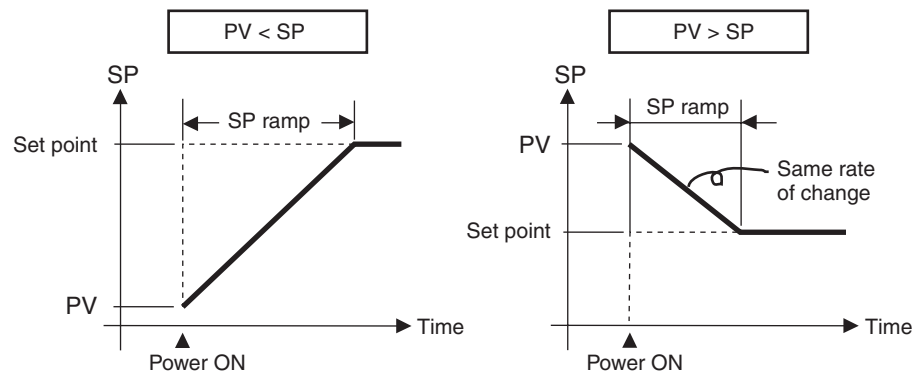 PV < SP
SP
SP ramp
Set point
PV
Time
Power ON
PV > SP
SP
SP ramp
PV
Same rate
of change
Set point
Time
Power ON